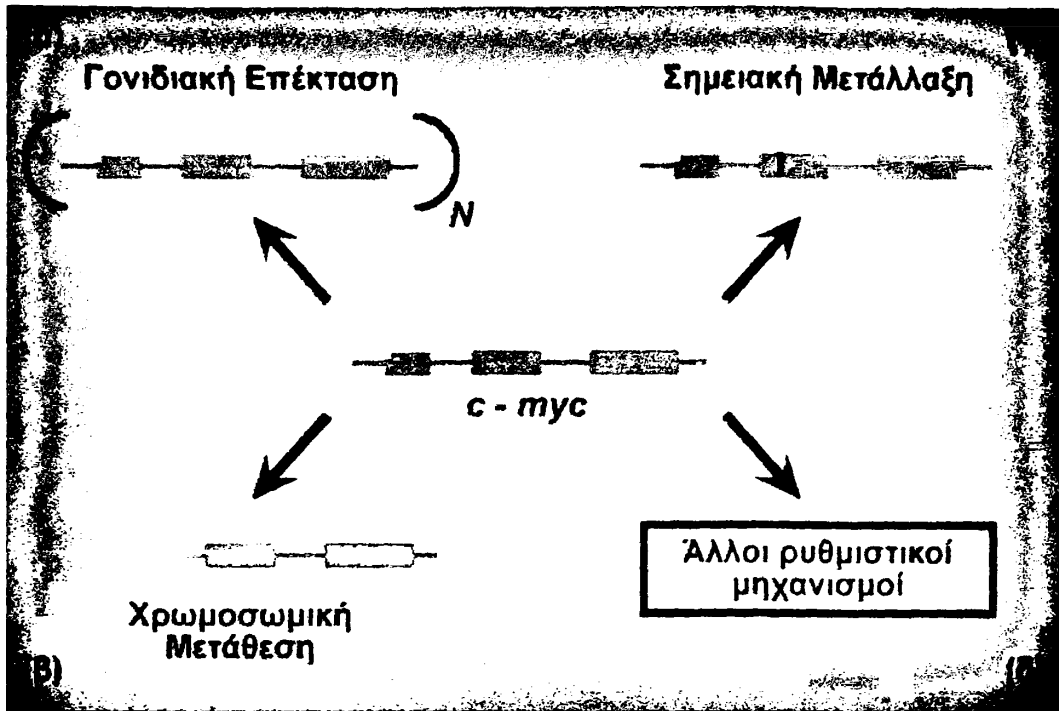 Γονιδιακή Επέκταση
Σημειακή Μετάλλαξη
N
c - myc
Χρωμοσωμική
Μετάθεση
Άλλοι ρυθμιστικοί
μηχανισμοί
(β)